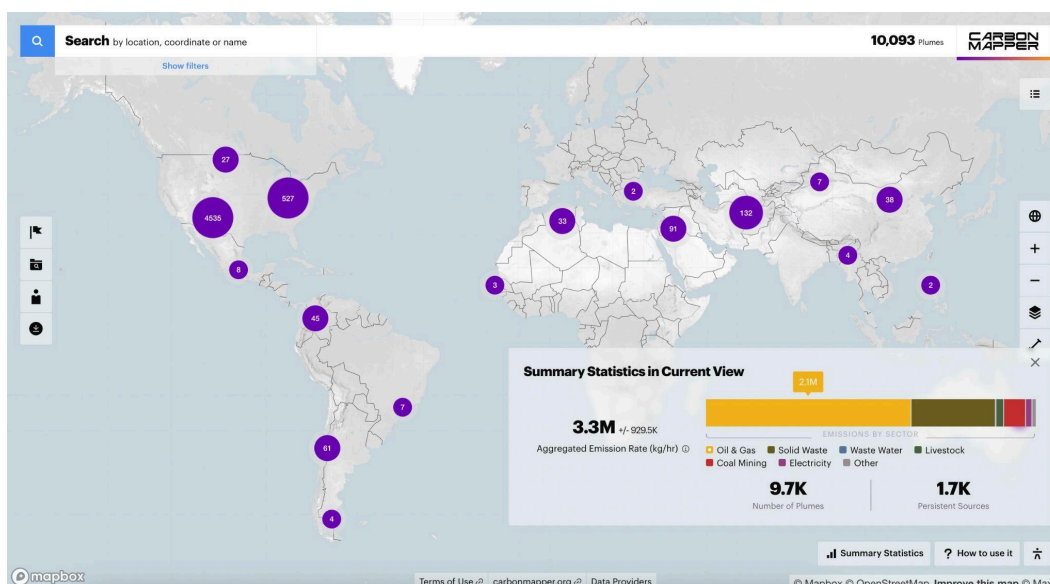 Search by location, coordinate or name
10,093 Plumes
CARBON
MAPPER
Show filters
27
527
4535
8
45
7
61
4
3
33
2
91
132
7
38
4
2
Summary Statistics in Current View
2.1M
3.3M +/- 929.5K
Aggregated Emission Rate (kg/hr)
EMISSIONS BY SECTOR
Oil & Gas Solid Waste Waste Water Livestock
Coal Mining Electricity Other
9.7K
Number of Plumes
1.7K
Persistent Sources
Summary Statistics
? How to use it
mapbox
Terms of Use carbonmapper.org Data Providers
© Mapbox © OpenStreetMap Improve this map © Max